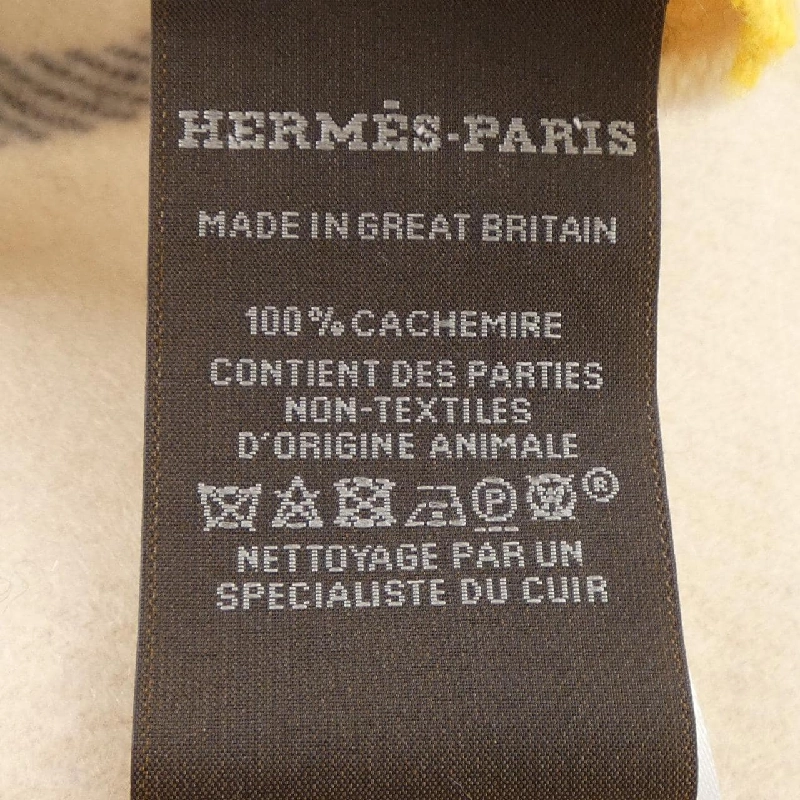 HERMÈS-PARIS
MADE IN GREAT BRITAIN
100 % CACHEMIRE
CONTIENT DES PARTIES
NON-TEXTILES
D'ORIGINE ANIMALE
P W ®
NETTOYAGE PAR UN
SPECIALISTE DU CUIR